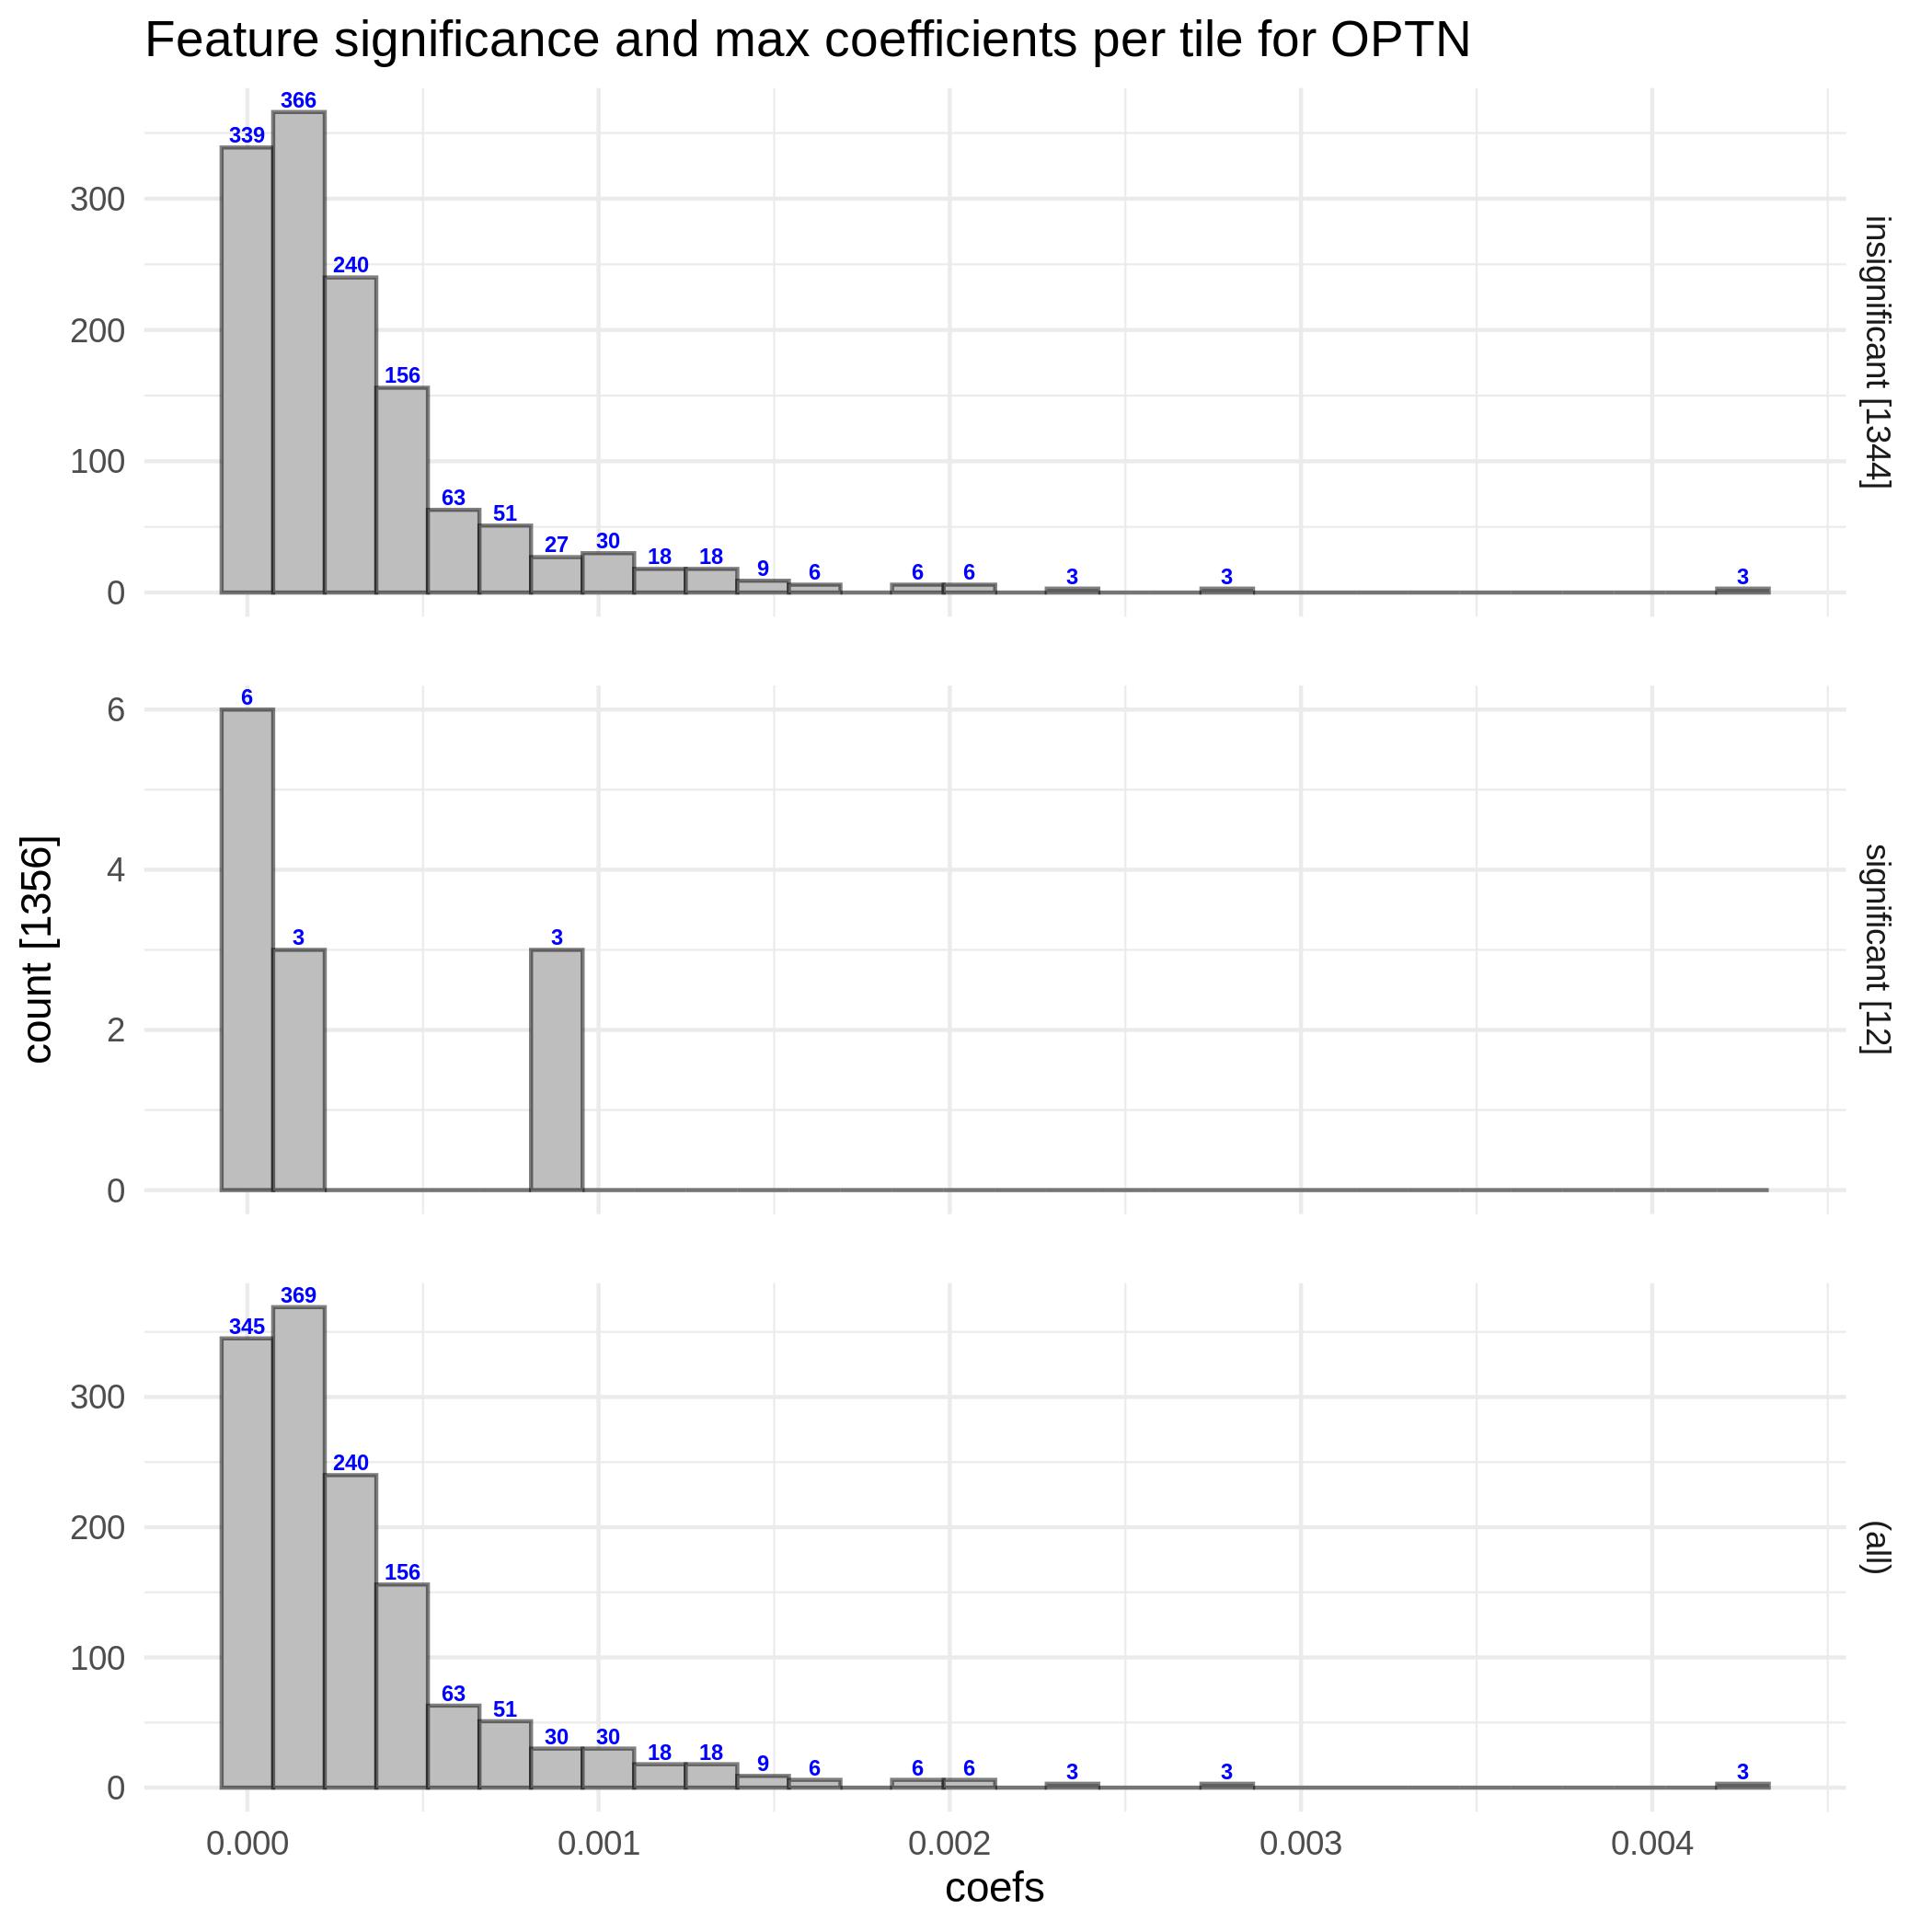 Feature significance and max coefficients per tile for OPTN
339 366 240 156 63 51 27 30 18 18 9 6 6 6 3 3 3
300
200
100
0
insignificant [1344]
6 3 3
6
4
2
0
significant [12]
count [1356]
345 369 240 156 63 51 30 30 18 18 9 6 6 6 3 3 3
300
200
100
0
(all)
0.000 0.001 0.002 0.003 0.004
coefs